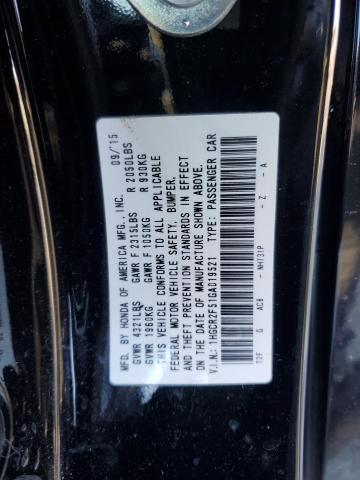 MFD. BY HONDA OF AMERICA MFG., INC. 09/15
GVWR 4321LBS GAWR F 2315LBS R 2050LBS
GVWR 1960KG GAWR F 1050KG R 930KG
THIS VEHICLE CONFORMS TO ALL APPLICABLE
FEDERAL MOTOR VEHICLE SAFETY, BUMPER,
AND THEFT PREVENTION STANDARDS IN EFFECT
ON THE DATE OF MANUFACTURE SHOWN ABOVE.
V.I.N.: 1HGCR2F51GA019521 TYPE: PASSENGER CAR
T2F G AC8 - NH731P - Z - A